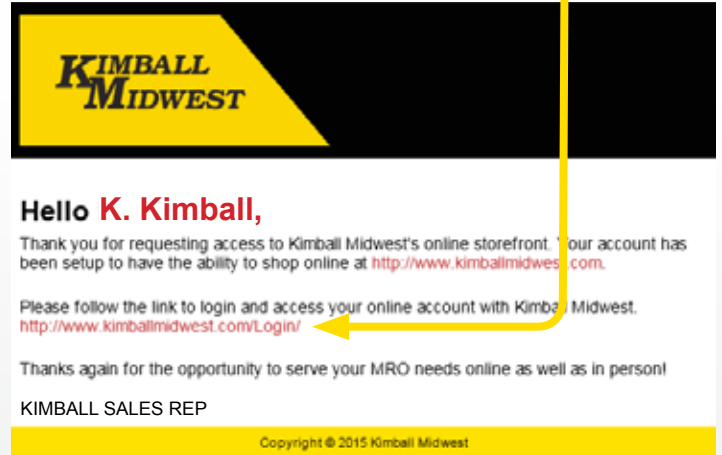 KIMBALL
MIDWEST
Hello K. Kimball,
Thank you for requesting access to Kimball Midwest's online storefront. Your account has
been setup to have the ability to shop online at http://www.kimballmidwest.com.
Please follow the link to login and access your online account with Kimball Midwest.
http://www.kimballmidwest.com/Login/
Thanks again for the opportunity to serve your MRO needs online as well as in person!
KIMBALL SALES REP
Copyright © 2015 Kimball Midwest